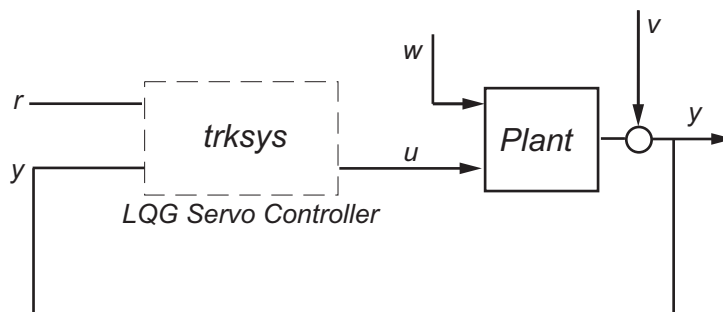 v
w
r
trksys
Plant
y
y
u
LQG Servo Controller